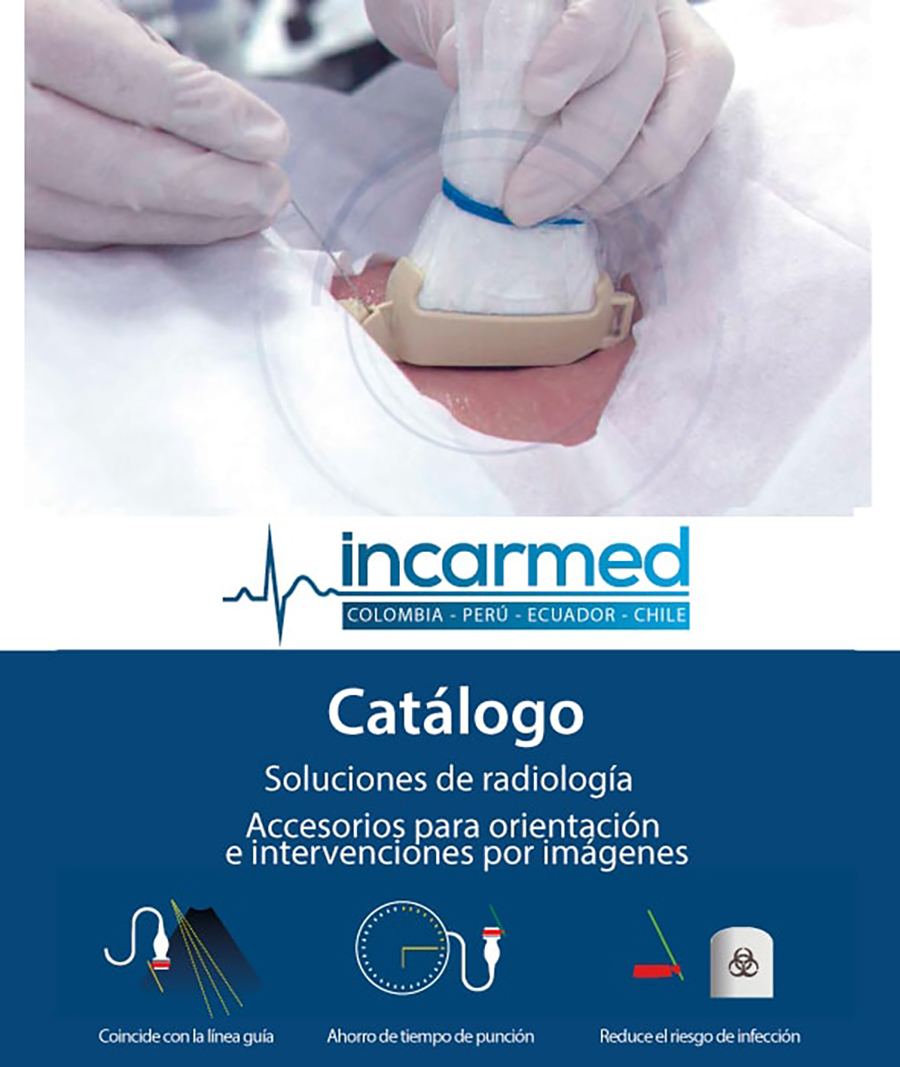 incarmed
COLOMBIA - PERÚ - ECUADOR - CHILE
Catálogo
Soluciones de radiología
Accesorios para orientación
e intervenciones por imágenes
Coincide con la línea guía
Ahorro de tiempo de punción
Reduce el riesgo de infección